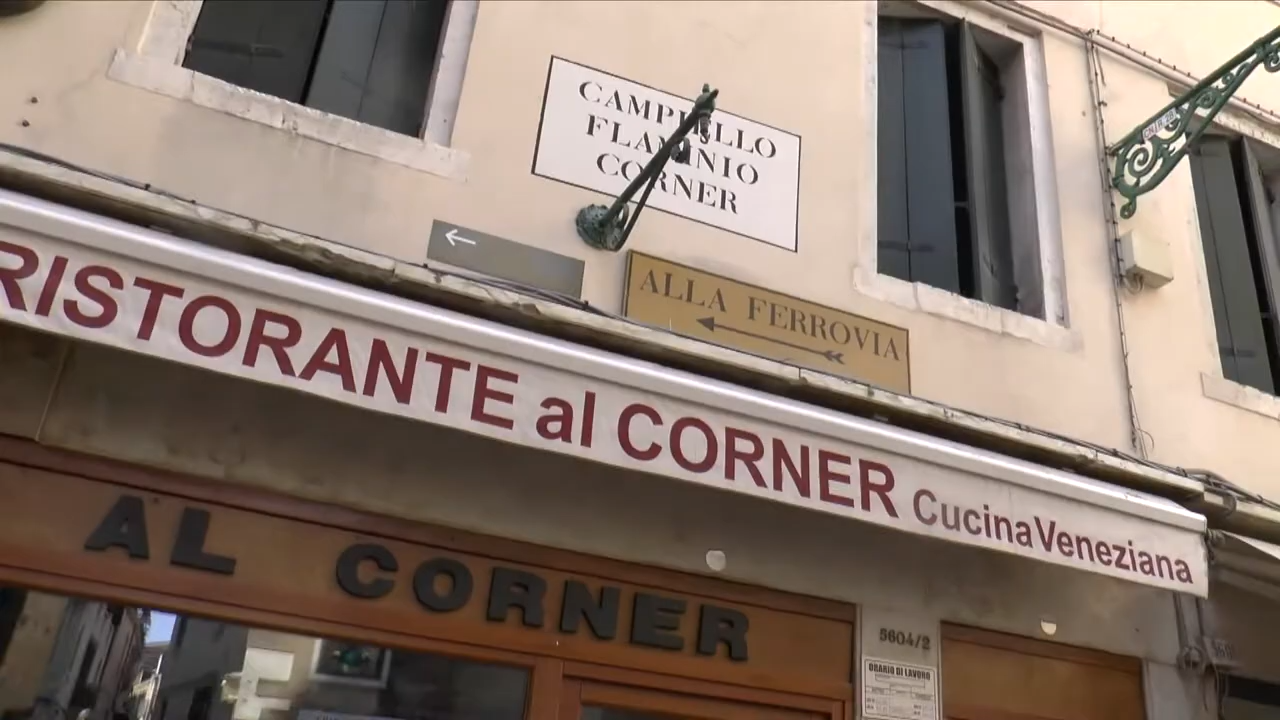 CAMPIELLO
FLAMINIO
CORNER
ALLA FERROVIA
RISTORANTE al CORNER CucinaVeneziana
AL CORNER
5604/2
ORARIO DI LAVORO